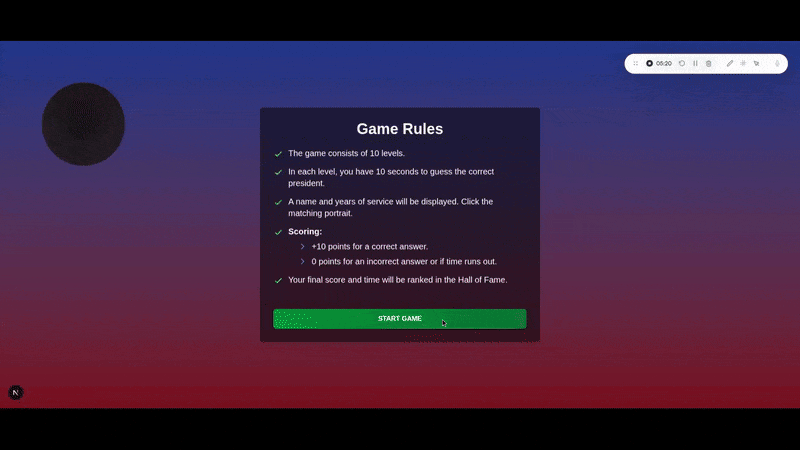 05:20
Game Rules
The game consists of 10 levels.
In each level, you have 10 seconds to guess the correct
president.
A name and years of service will be displayed. Click the
matching portrait.
Scoring:
+10 points for a correct answer.
0 points for an incorrect answer or if time runs out.
Your final score and time will be ranked in the Hall of Fame.
START GAME
N